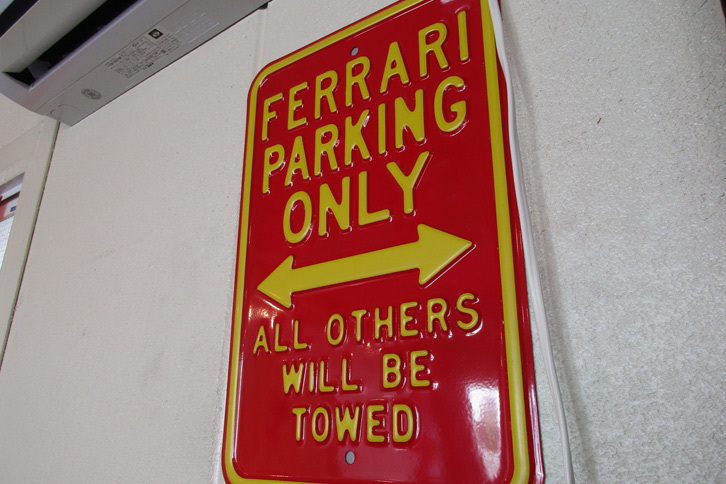 FERRARI
PARKING
ONLY
ALL OTHERS
WILL BE
TOWED